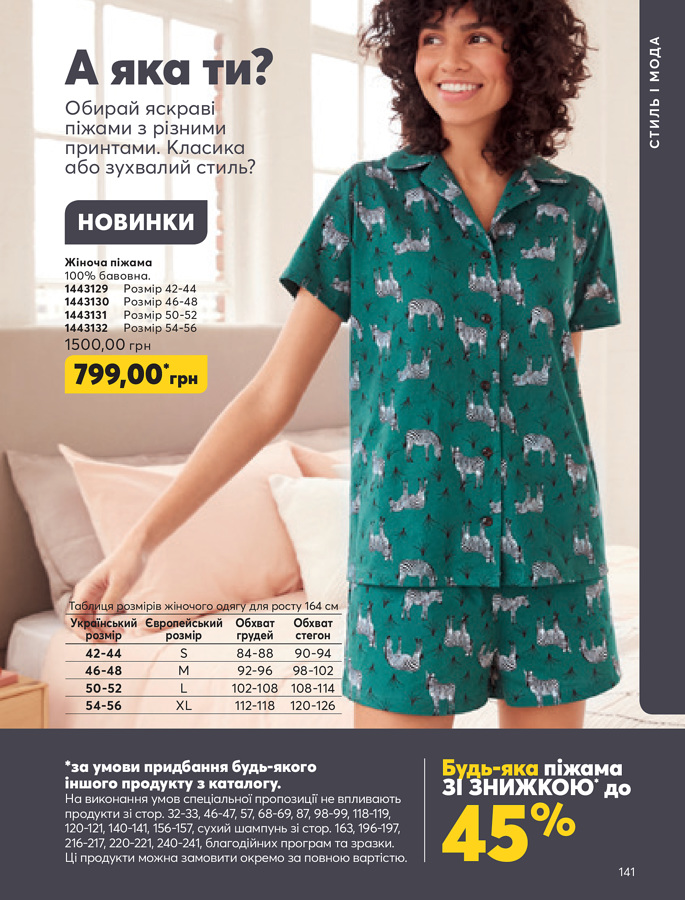 СТИЛЬ І МОДА
А яка ти?
Обирай яскраві
піжами з різними
принтами. Класика
або зухвалий стиль?
НОВИНКИ
Жіноча піжама
100% бавовна.
1443129 Розмір 42-44
1443130 Розмір 46-48
1443131 Розмір 50-52
1443132 Розмір 54-56
1500,00 грн
799,00*грн
Таблиця розмірів жіночого одягу для росту 164 см
Український розмір Європейський розмір Обхват грудей Обхват стегон
42-44 S 84-88 90-94
46-48 M 92-96 98-102
50-52 L 102-108 108-114
54-56 XL 112-118 120-126
*за умови придбання будь-якого
іншого продукту з каталогу.
На виконання умов спеціальної пропозиції не впливають
продукти зі стор. 32-33, 46-47, 57, 68-69, 87, 98-99, 118-119,
120-121, 140-141, 156-157, сухий шампунь зі стор. 163, 196-197,
216-217, 220-221, 240-241, благодійних програм та зразки.
Ці продукти можна замовити окремо за повною вартістю.
Будь-яка піжама
ЗІ ЗНИЖКОЮ* до
45%
141